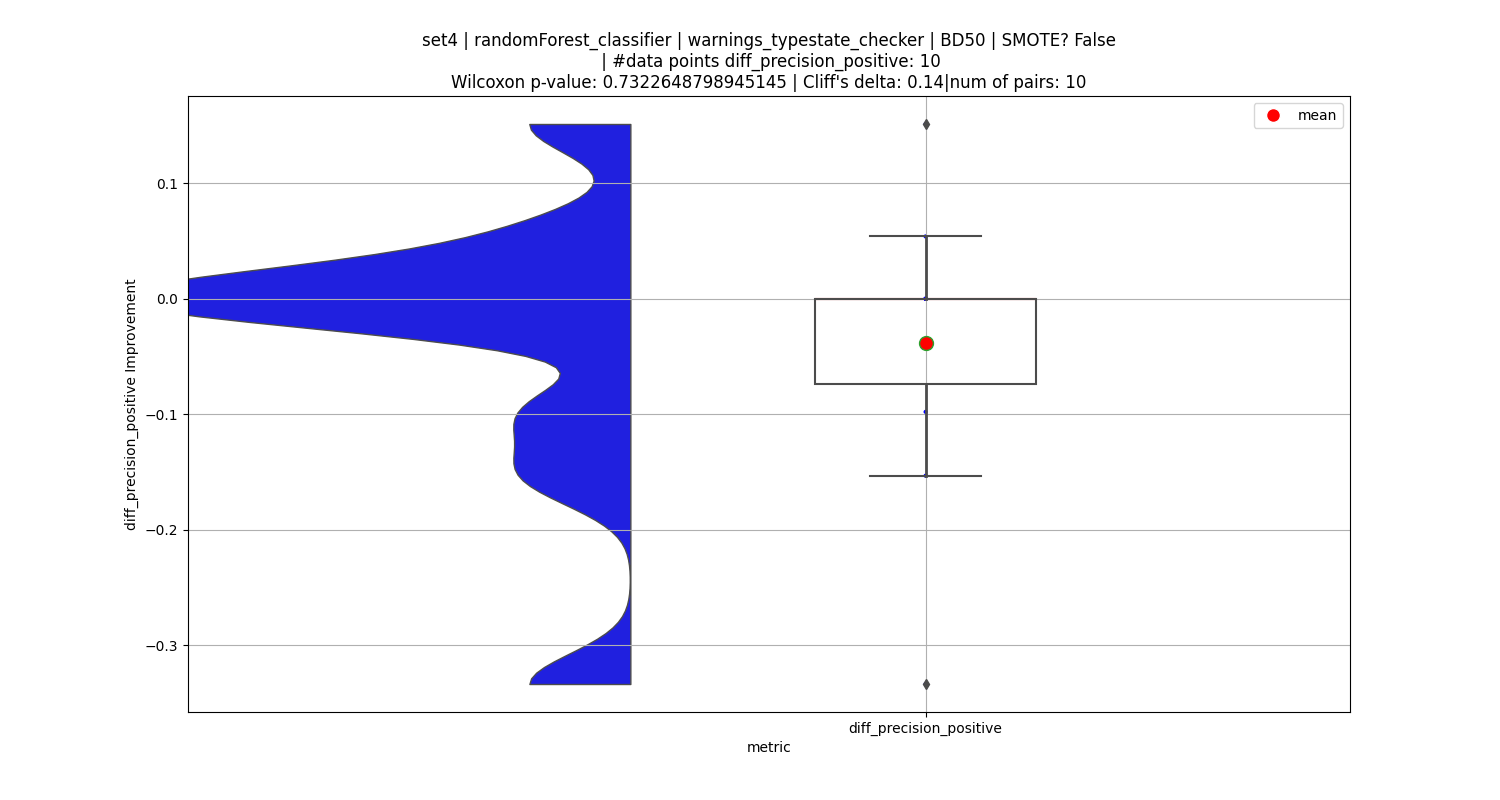 set4 | randomForest_classifier | warnings_typestate_checker | BD50 | SMOTE? False
| #data points diff_precision_positive: 10
Wilcoxon p-value: 0.7322648798945145 | Cliff's delta: 0.14|num of pairs: 10
mean
0.1
0.0
−0.1
−0.2
−0.3
diff_precision_positive Improvement
diff_precision_positive
metric